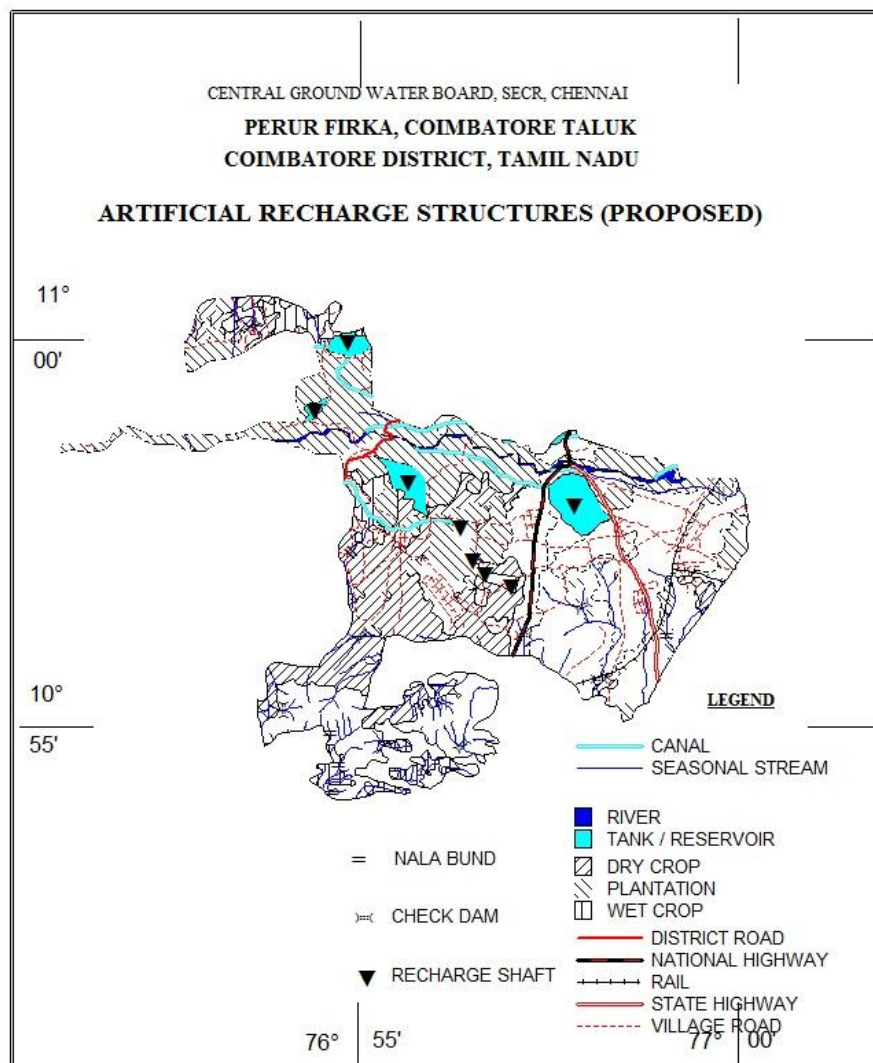 CENTRAL GROUND WATER BOARD, SECR, CHENNAI
PERUR FIRKA, COIMBATORE TALUK
COIMBATORE DISTRICT, TAMIL NADU
ARTIFICIAL RECHARGE STRUCTURES (PROPOSED)
11°
00'
10°
55'
LEGEND
CANAL
SEASONAL STREAM
RIVER
TANK / RESERVOIR
DRY CROP
PLANTATION
WET CROP
DISTRICT ROAD
NATIONAL HIGHWAY
RAIL
STATE HIGHWAY
VILLAGE ROAD
NALA BUND
CHECK DAM
RECHARGE SHAFT
76° 55'
77° 00'